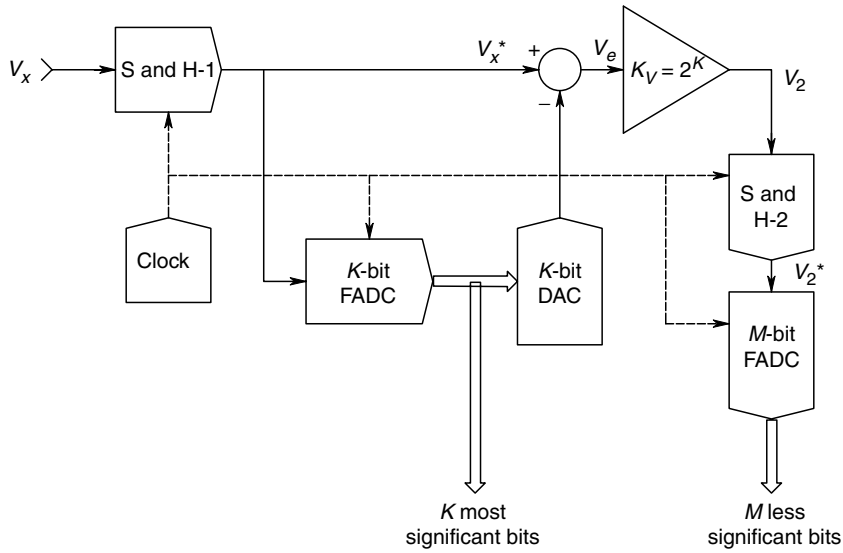 V_x
S and H-1
V_x*
+
−
V_e
K_V = 2^K
V_2
S and
H-2
V_2*
Clock
K-bit
FADC
K-bit
DAC
M-bit
FADC
K most
significant bits
M less
significant bits